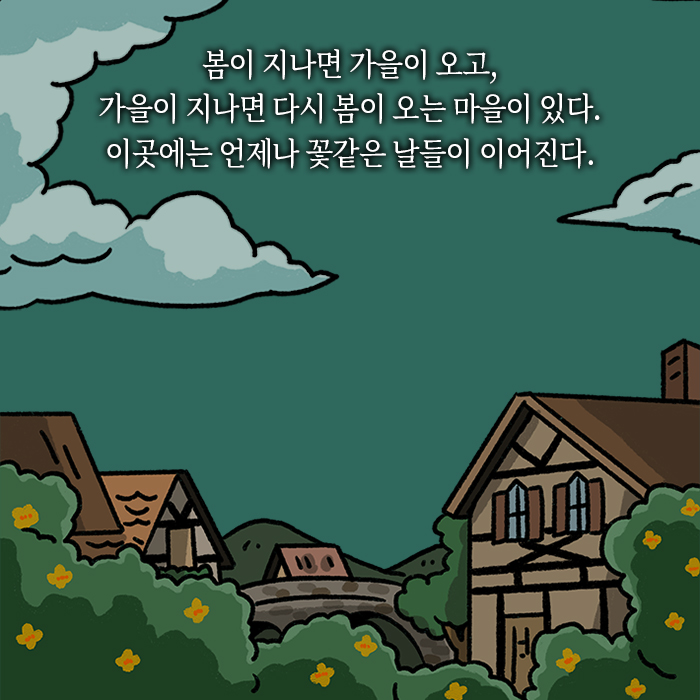 봄이 지나면 가을이 오고,
가을이 지나면 다시 봄이 오는 마을이 있다.
이곳에는 언제나 꽃같은 날들이 이어진다.